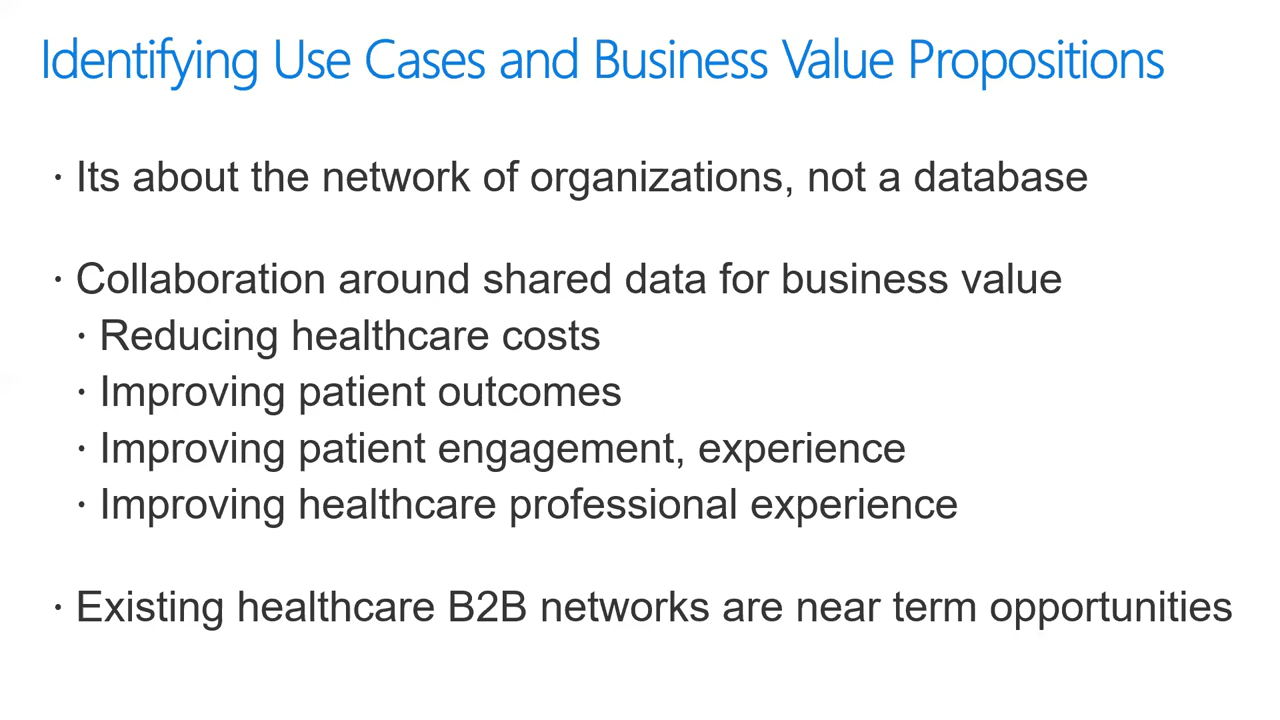 Identifying Use Cases and Business Value Propositions
· Its about the network of organizations, not a database
· Collaboration around shared data for business value
· Reducing healthcare costs
· Improving patient outcomes
· Improving patient engagement, experience
· Improving healthcare professional experience
· Existing healthcare B2B networks are near term opportunities